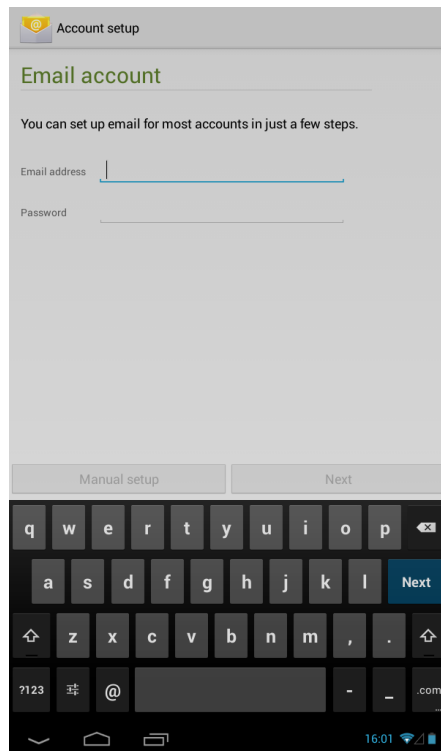 Account setup
Email account
You can set up email for most accounts in just a few steps.
Email address
Password
Manual setup Next
q w e r t y u i o p
a s d f g h j k l Next
z x c v b n m , .
?123 @ - _ .com
...
16:01